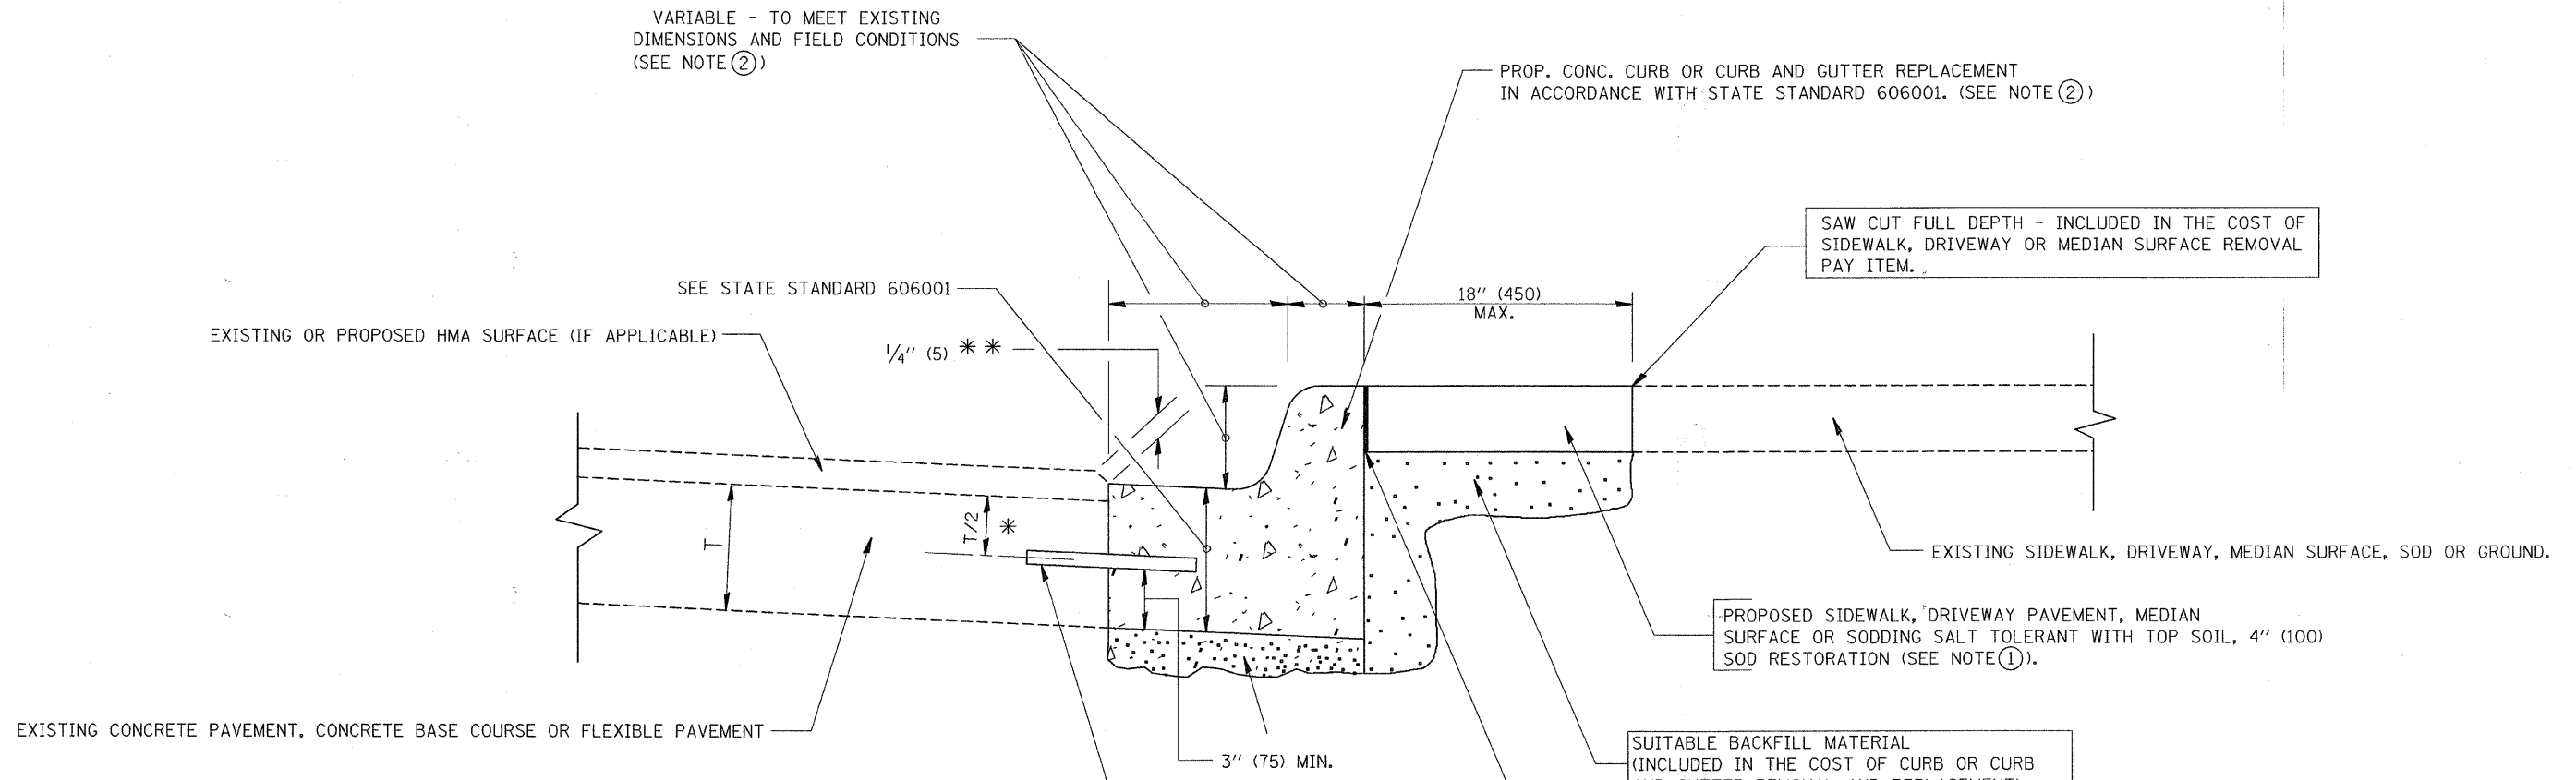 VARIABLE - TO MEET EXISTING
DIMENSIONS AND FIELD CONDITIONS
(SEE NOTE ②)
PROP. CONC. CURB OR CURB AND GUTTER REPLACEMENT
IN ACCORDANCE WITH STATE STANDARD 606001. (SEE NOTE ②)
SAW CUT FULL DEPTH - INCLUDED IN THE COST OF
SIDEWALK, DRIVEWAY OR MEDIAN SURFACE REMOVAL
PAY ITEM.
SEE STATE STANDARD 606001
18" (450)
MAX.
EXISTING OR PROPOSED HMA SURFACE (IF APPLICABLE)
1/4" (5) * *
T
T/2 *
EXISTING SIDEWALK, DRIVEWAY, MEDIAN SURFACE, SOD OR GROUND.
PROPOSED SIDEWALK, DRIVEWAY PAVEMENT, MEDIAN
SURFACE OR SODDING SALT TOLERANT WITH TOP SOIL, 4" (100)
SOD RESTORATION (SEE NOTE ①).
EXISTING CONCRETE PAVEMENT, CONCRETE BASE COURSE OR FLEXIBLE PAVEMENT
3" (75) MIN.
SUITABLE BACKFILL MATERIAL
(INCLUDED IN THE COST OF CURB OR CURB